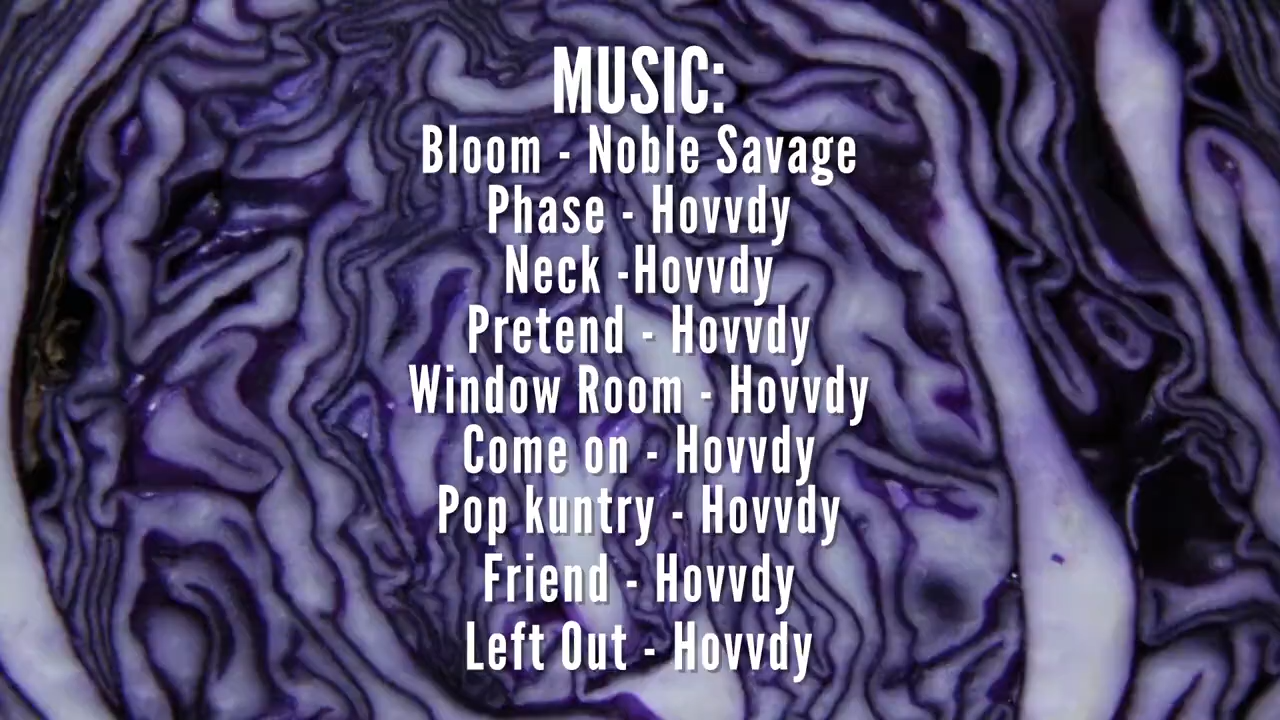 MUSIC:
Bloom - Noble Savage
Phase - Hovvdy
Neck -Hovvdy
Pretend - Hovvdy
Window Room - Hovvdy
Come on - Hovvdy
Pop kuntry - Hovvdy
Friend - Hovvdy
Left Out - Hovvdy